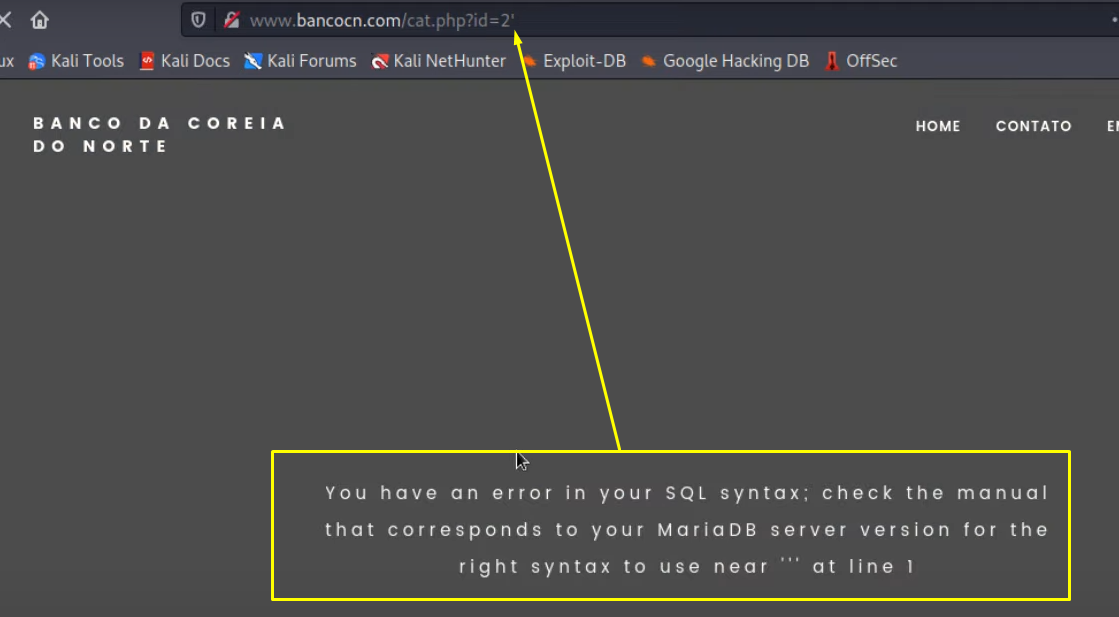 www.bancocn.com/cat.php?id=2'
ux Kali Tools Kali Docs Kali Forums Kali NetHunter Exploit-DB Google Hacking DB OffSec
BANCO DA COREIA
DO NORTE
HOME CONTATO
You have an error in your SQL syntax; check the manual
that corresponds to your MariaDB server version for the
right syntax to use near ''' at line 1